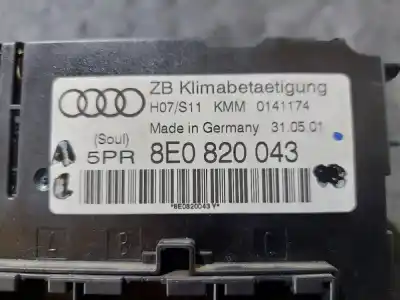 ZB Klimabetaetigung
H07/S11 KMM 0141174
Made in Germany 31.05.01
(Soul)
5PR 8E0 820 043
*8E0820043 Y*
A B C